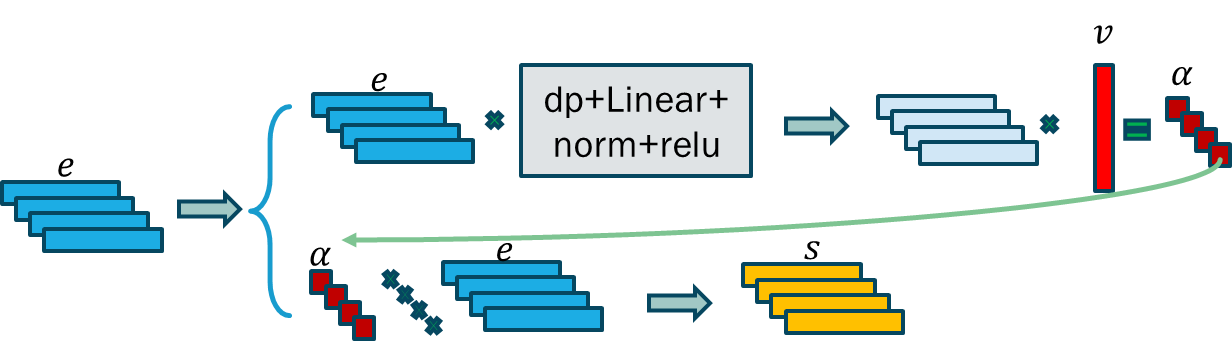 e
e
dp+Linear+
norm+relu
v
α
α
e
s